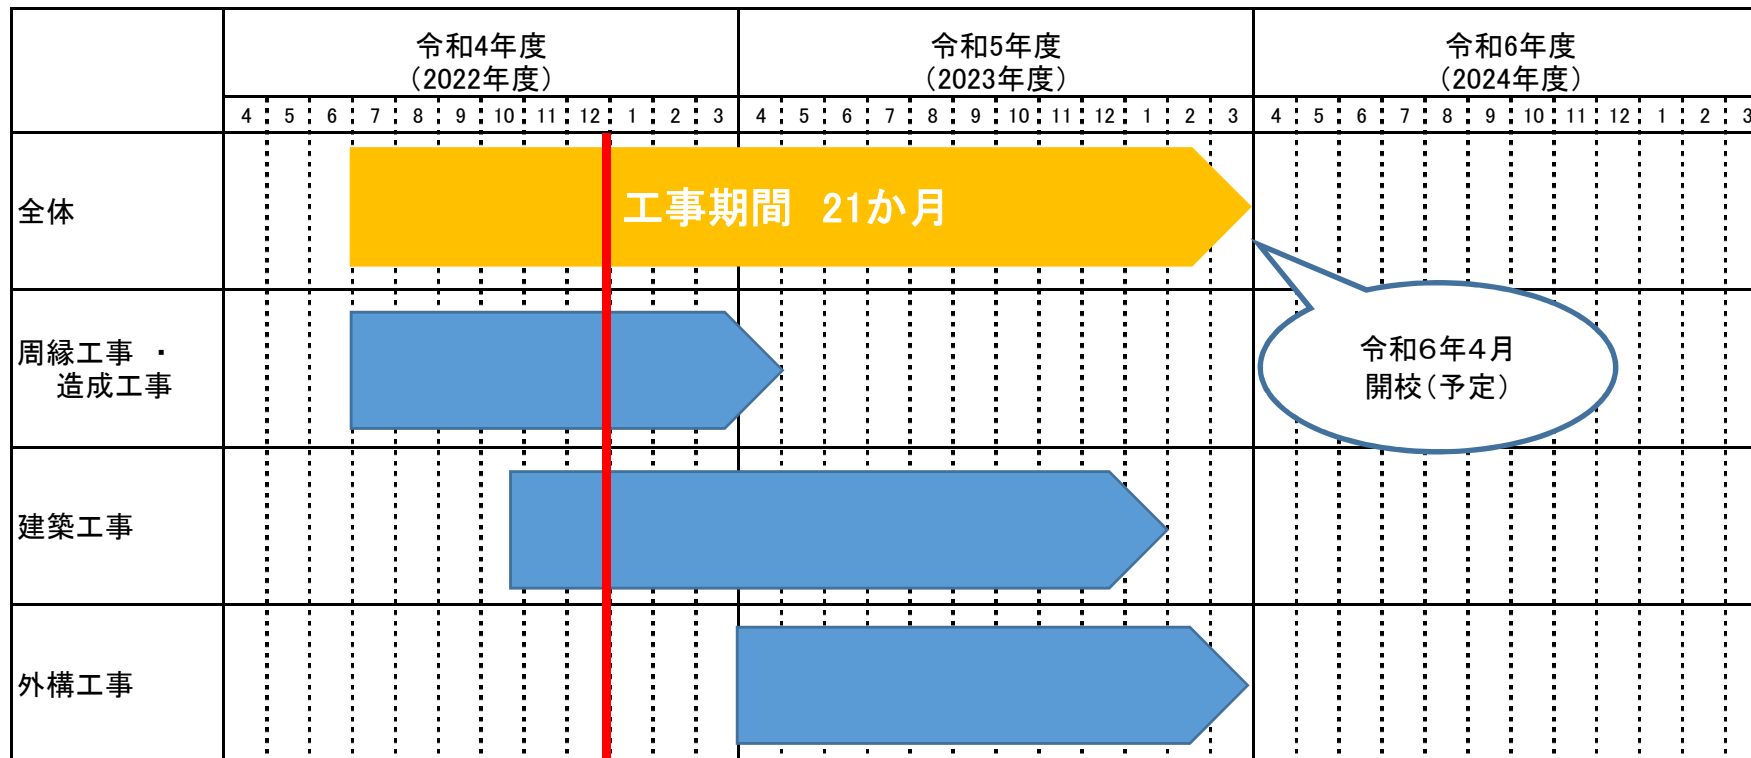 令和4年度 令和5年度 令和6年度
（2022年度） （2023年度） （2024年度）
4 5 6 7 8 9 10 11 12 1 2 3 4 5 6 7 8 9 10 11 12 1 2 3 4 5 6 7 8 9 10 11 12 1 2 3
全体
工事期間　21か月
周縁工事 ・
造成工事
令和6年4月
開校（予定）
建築工事
外構工事